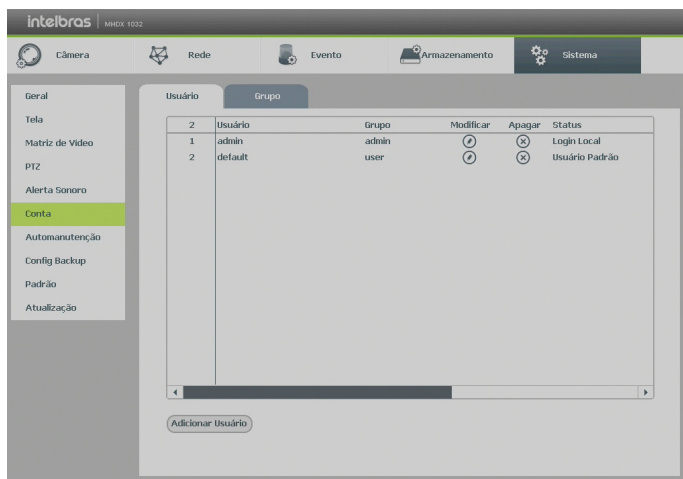 intelbras | MHDX 1032
Câmera Rede Evento Armazenamento Sistema
Geral
Tela
Matriz de Vídeo
PTZ
Alerta Sonoro
Conta
Automanutenção
Config Backup
Padrão
Atualização
Usuário Grupo
2 Usuário Grupo Modificar Apagar Status
1 admin admin Login Local
2 default user Usuário Padrão
Adicionar Usuário